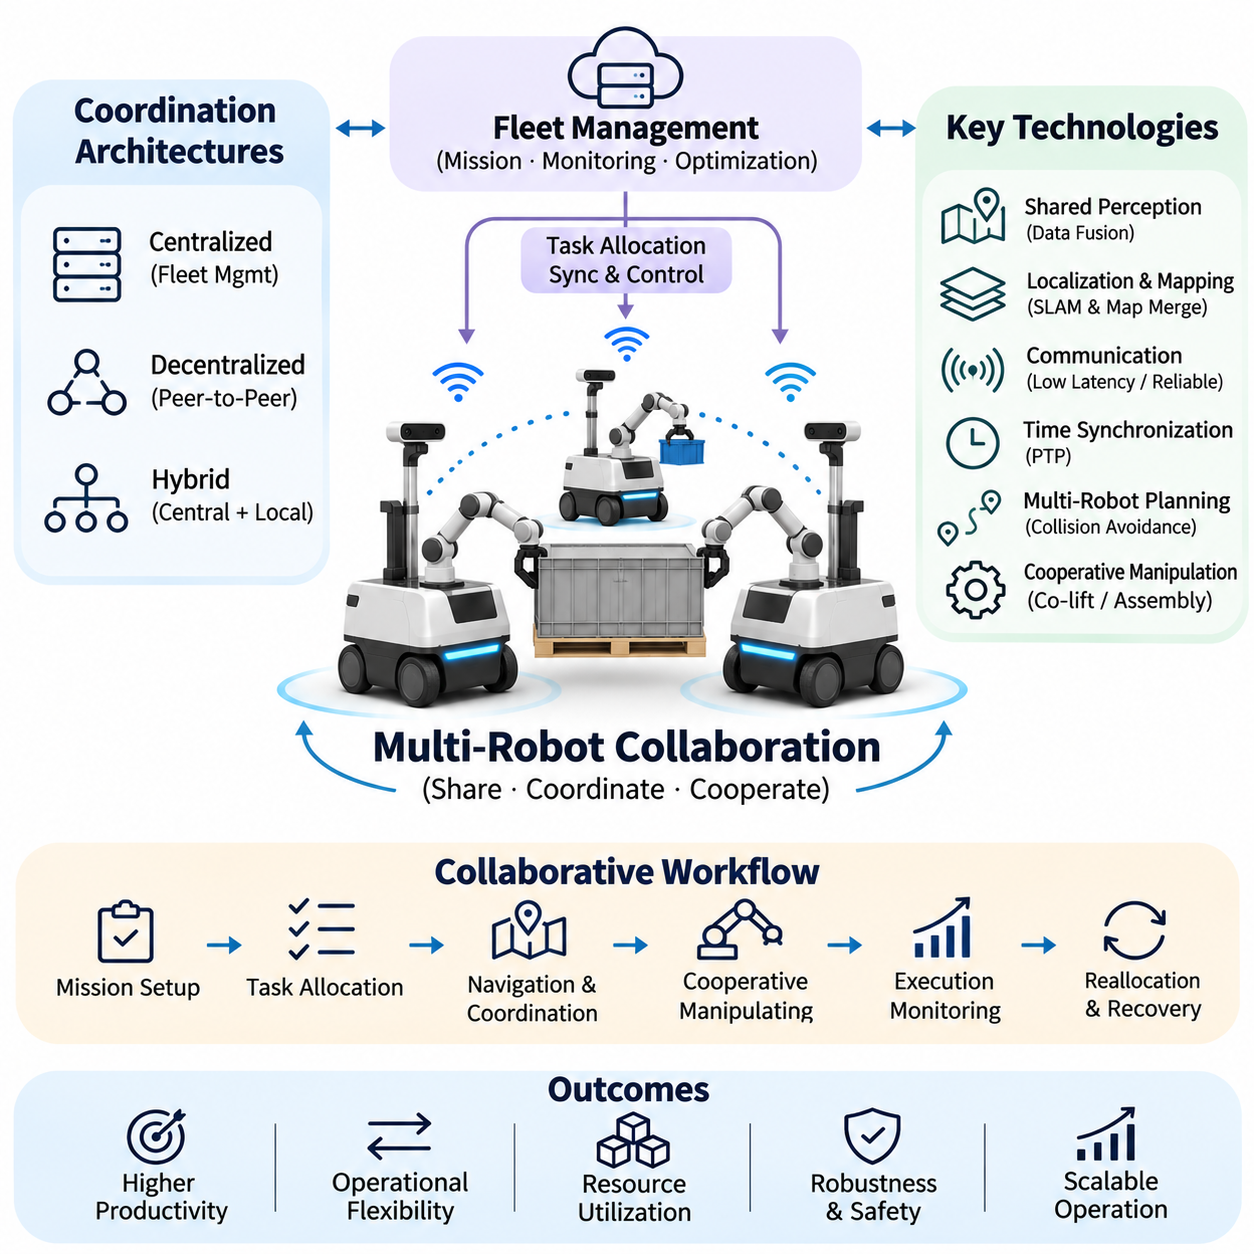 Fleet Management
(Mission · Monitoring · Optimization)
Coordination
Architectures
Centralized
(Fleet Mgmt)
Decentralized
(Peer-to-Peer)
Hybrid
(Central + Local)
Task Allocation
Sync & Control
Key Technologies
Shared Perception
(Data Fusion)
Localization & Mapping
(SLAM & Map Merge)
Communication
(Low Latency / Reliable)
Time Synchronization
(PTP)
Multi-Robot Planning
(Collision Avoidance)
Cooperative Manipulation
(Co-lift / Assembly)
Multi-Robot Collaboration
(Share · Coordinate · Cooperate)
Collaborative Workflow
Mission Setup
Task Allocation
Navigation &
Coordination
Cooperative
Manipulating
Execution
Monitoring
Reallocation
& Recovery
Outcomes
Higher
Productivity
Operational
Flexibility
Resource
Utilization
Robustness
& Safety
Scalable
Operation